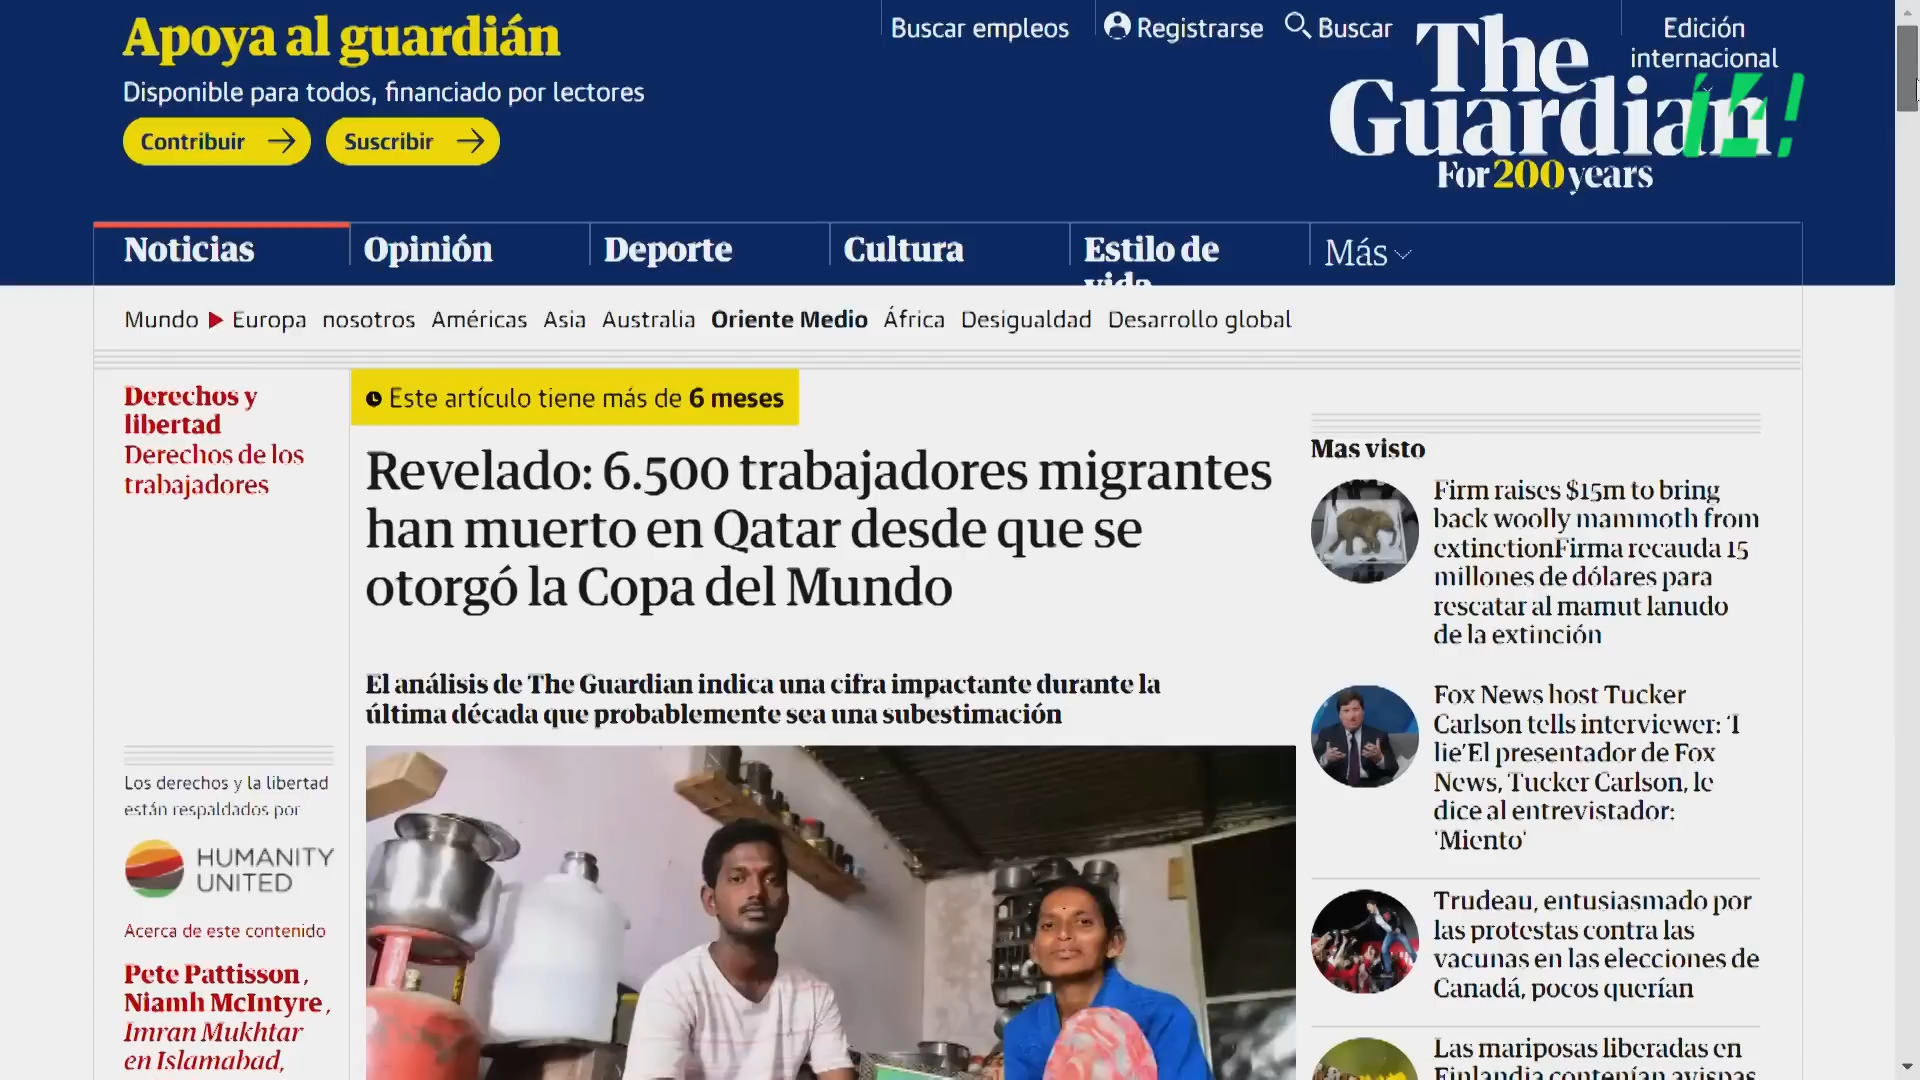 Apoya al guardián
Disponible para todos, financiado por lectores
Contribuir
Suscribir
Buscar empleos
Registrarse
Buscar
Edición
internacional
The
Guardian
For 200 years
Noticias
Opinión
Deporte
Cultura
Estilo de
vida
Más
Mundo Europa nosotros Américas Asia Australia Oriente Medio África Desigualdad Desarrollo global
Derechos y
libertad
Derechos de los
trabajadores
Este artículo tiene más de 6 meses
Revelado: 6.500 trabajadores migrantes
han muerto en Qatar desde que se
otorgó la Copa del Mundo
El análisis de The Guardian indica una cifra impactante durante la
última década que probablemente sea una subestimación
Los derechos y la libertad
están respaldados por
HUMANITY
UNITED
Acerca de este contenido
Pete Pattisson ,
Niamh McIntyre ,
Imran Mukhtar
en Islamabad,
Mas visto
Firm raises $15m to bring
back woolly mammoth from
extinctionFirma recauda 15
millones de dólares para
rescatar al mamut lanudo
de la extinción
Fox News host Tucker
Carlson tells interviewer: ‘I
lie’El presentador de Fox
News, Tucker Carlson, le
dice al entrevistador:
'Miento'
Trudeau, entusiasmado por
las protestas contra las
vacunas en las elecciones de
Canadá, pocos querían
Las mariposas liberadas en
Finlandia contenían avispas